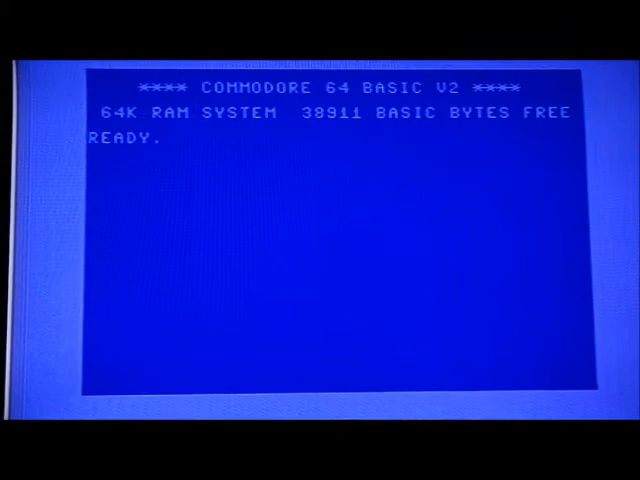 **** COMMODORE 64 BASIC V2 ****
64K RAM SYSTEM  38911 BASIC BYTES FREE
READY.